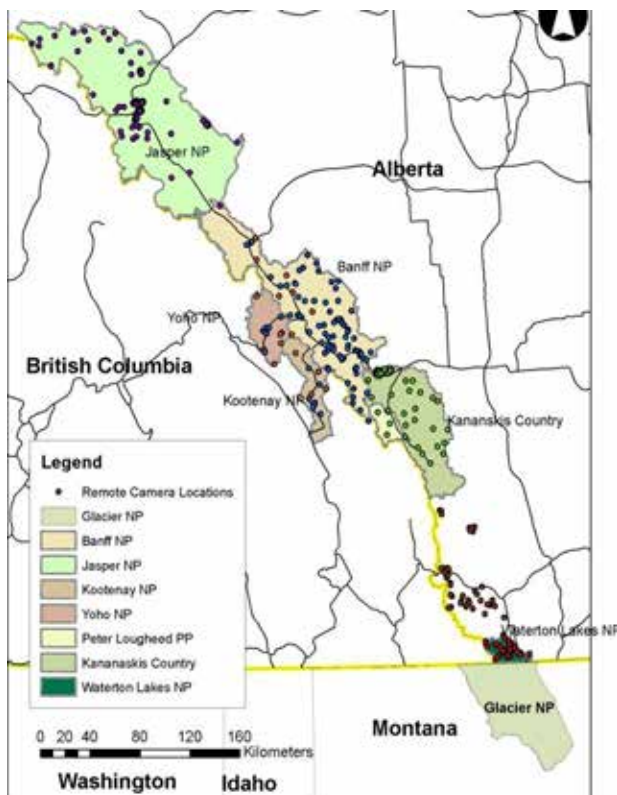 Jasper NP
Alberta
Banff NP
Yoho NP
British Columbia
Kootenay NP
Kananskis Country
Legend
Remote Camera Locations
Glacier NP
Banff NP
Jasper NP
Kootenay NP
Yoho NP
Peter Lougheed PP
Kananaskis Country
Waterton Lakes NP
Waterton Lakes NP
Glacier NP
Montana
0 20 40 80 120 160
Kilometers
Washington
Idaho